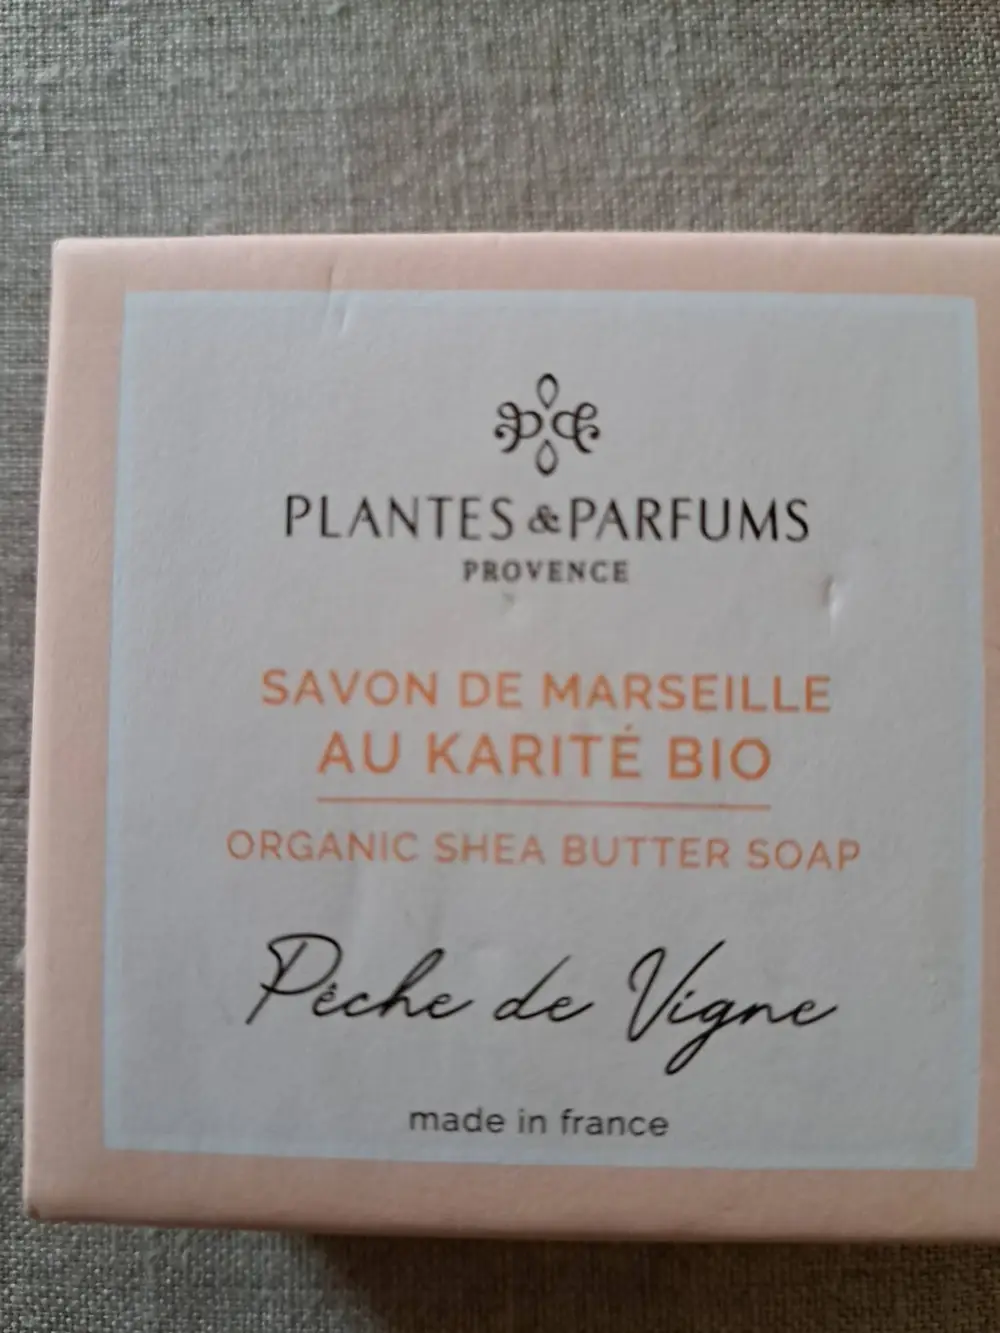 PLANTES & PARFUMS
PROVENCE
SAVON DE MARSEILLE
AU KARITÉ BIO
ORGANIC SHEA BUTTER SOAP
Pêche de Vigne
made in france